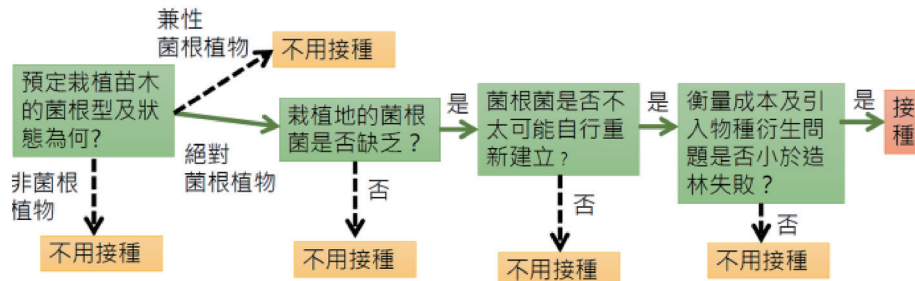 兼性
菌根植物
不用接種
預定栽植苗木
的菌根型及狀
態為何?
絕對
菌根植物
非菌根
植物
不用接種
栽植地的菌根
菌是否缺乏？
是
否
不用接種
菌根菌是否不
太可能自行重
新建立？
是
否
不用接種
衡量成本及引
入物種衍生問
題是否小於造
林失敗？
是
否
不用接種
接
種